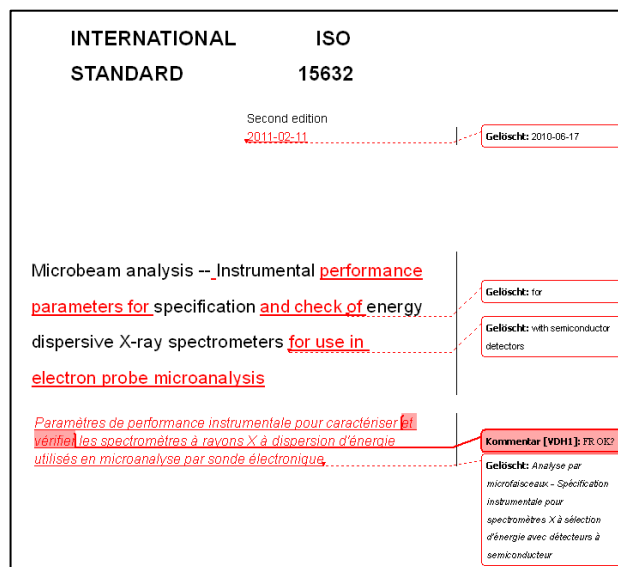 INTERNATIONAL ISO
STANDARD 15632
Second edition
2011-02-11
Gelöscht: 2010-06-17
Microbeam analysis -- Instrumental performance
parameters for specification and check of energy
dispersive X-ray spectrometers for use in
electron probe microanalysis
Gelöscht: for
Gelöscht: with semiconductor
detectors
Paramètres de performance instrumentale pour caractériser et
vérifier les spectromètres à rayons X à dispersion d'énergie
utilisés en microanalyse par sonde électronique
Kommentar [VDH1]: FR OK?
Gelöscht: Analyse par
microfaisceaux - Spécification
instrumentale pour
spectromètres X à sélection
d'énergie avec détecteurs à
semiconducteur